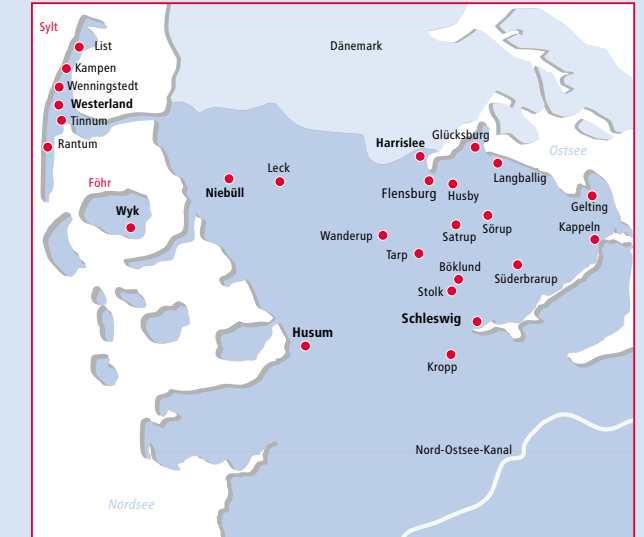 Sylt
List
Dänemark
Kampen
Wenningstedt
Westerland
Tinnum
Rantum
Glücksburg
Harrislee
Ostsee
Langballig
Leck
Föhr
Niebüll
Flensburg
Husby
Gelting
Wyk
Sörup
Kappeln
Wanderup
Satrup
Tarp
Böklund
Süderbrarup
Stolk
Schleswig
Husum
Kropp
Nord-Ostsee-Kanal
Nordsee